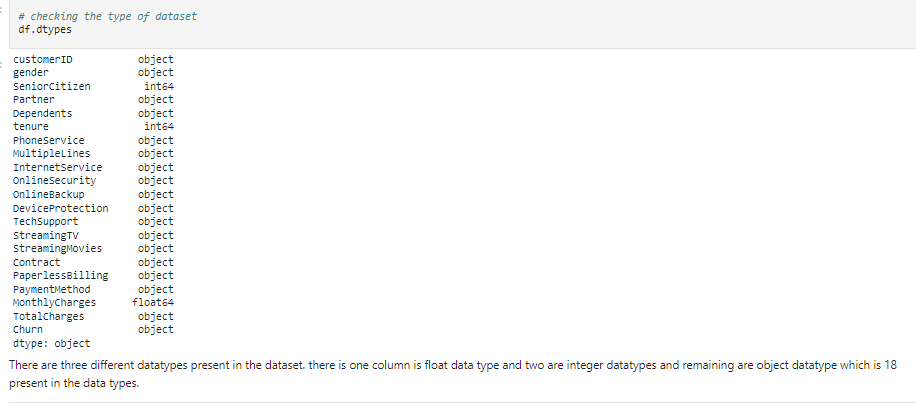 # checking the type of dataset
df.dtypes
customerID object
gender object
SeniorCitizen int64
Partner object
Dependents object
tenure int64
PhoneService object
MultipleLines object
InternetService object
OnlineSecurity object
OnlineBackup object
DeviceProtection object
TechSupport object
StreamingTV object
StreamingMovies object
Contract object
PaperlessBilling object
PaymentMethod object
MonthlyCharges float64
TotalCharges object
Churn object
dtype: object
There are three different datatypes present in the dataset. there is one column is float data type and two are integer datatypes and remaining are object datatype which is 18
present in the data types.